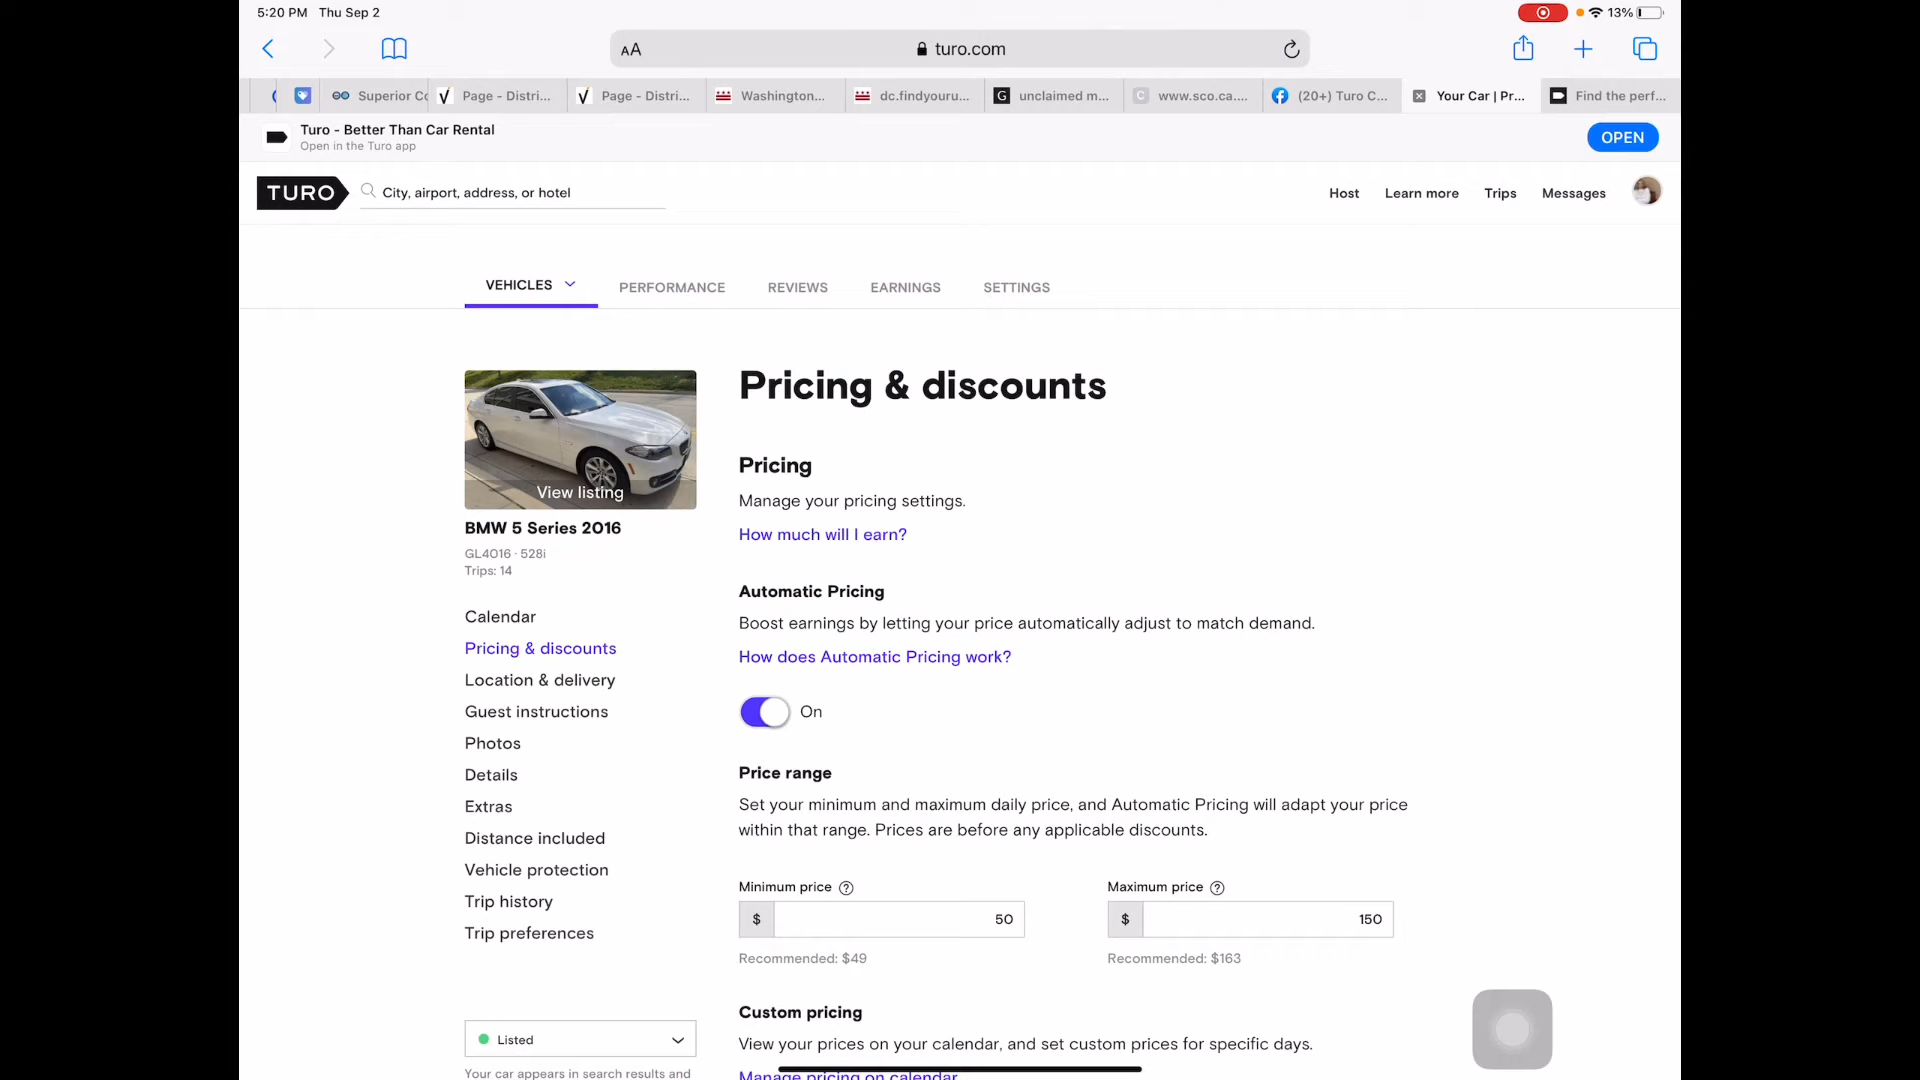 5:20 PM Thu Sep 2
13%
AA
turo.com
Superior Co
Page - Distri...
Page - Distri...
Washington...
dc.findyouru...
unclaimed m...
www.sco.ca....
(20+) Turo C...
Your Car | Pr...
Find the perf...
Turo - Better Than Car Rental
Open in the Turo app
OPEN
TURO
City, airport, address, or hotel
Host
Learn more
Trips
Messages
VEHICLES
PERFORMANCE
REVIEWS
EARNINGS
SETTINGS
View listing
BMW 5 Series 2016
GL4016 · 528i
Trips: 14
Calendar
Pricing & discounts
Location & delivery
Guest instructions
Photos
Details
Extras
Distance included
Vehicle protection
Trip history
Trip preferences
Listed
Your car appears in search results and
Pricing & discounts
Pricing
Manage your pricing settings.
How much will I earn?
Automatic Pricing
Boost earnings by letting your price automatically adjust to match demand.
How does Automatic Pricing work?
On
Price range
Set your minimum and maximum daily price, and Automatic Pricing will adapt your price
within that range. Prices are before any applicable discounts.
Minimum price ?
$ 50
Recommended: $49
Maximum price ?
$ 150
Recommended: $163
Custom pricing
View your prices on your calendar, and set custom prices for specific days.
Manage pricing on calendar